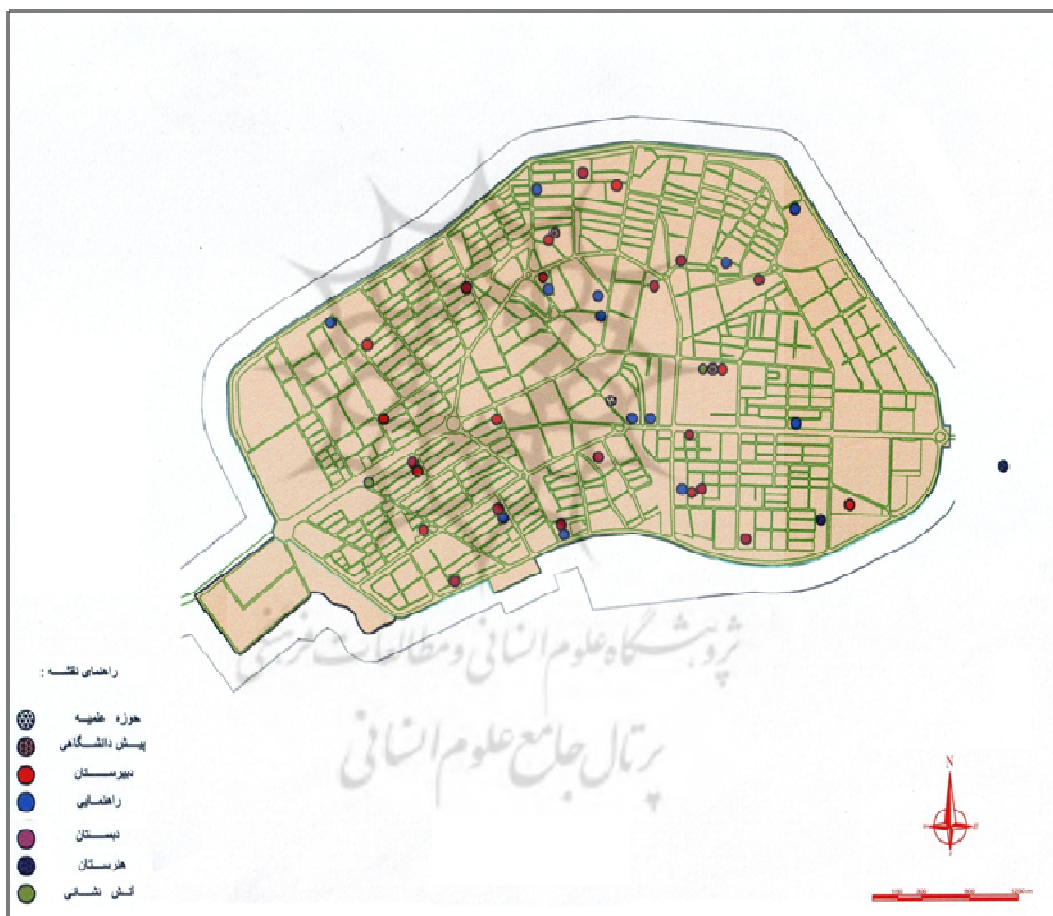 پژوهشگاه علوم انسانی و مطالعات فرهنگی
پرتال جامع علوم انسانی
راهنمای نقشه :
حوزه علمیه
پیش دانشگاهی
دبیرستان
راهنمایی
دبستان
هنرستان
آتش نشانی
N